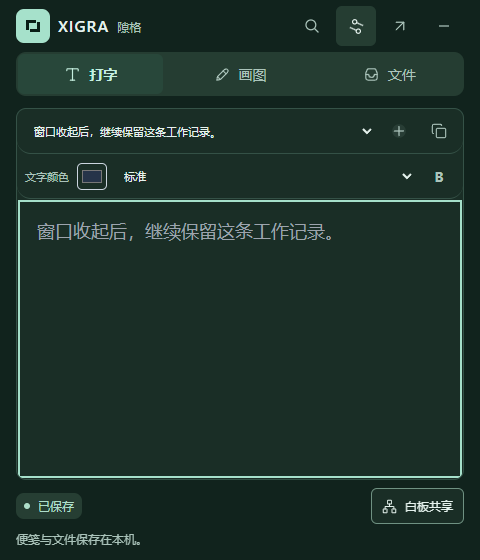 XIGRA 隙格
打字 画图 文件
窗口收起后，继续保留这条工作记录。
文字颜色 标准 B
窗口收起后，继续保留这条工作记录。
已保存 白板共享
便笺与文件保存在本机。